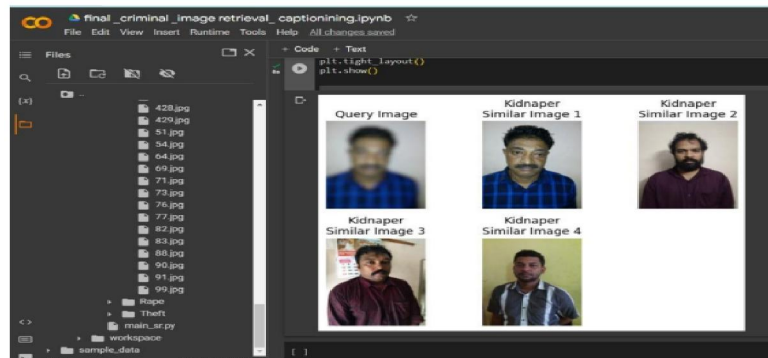 final _criminal _image retrieval_ captionining.ipynb
File Edit View Insert Runtime Tools Help All changes saved
Files
+ Code + Text
plt.tight_layout()
plt.show()
{x}
428.jpg
429.jpg
51.jpg
54.jpg
64.jpg
69.jpg
71.jpg
73.jpg
76.jpg
77.jpg
82.jpg
83.jpg
88.jpg
90.jpg
91.jpg
99.jpg
Rape
Theft
main_sr.py
workspace
sample_data
Query Image
Kidnaper
Similar Image 1
Kidnaper
Similar Image 2
Kidnaper
Similar Image 3
Kidnaper
Similar Image 4
[ ]